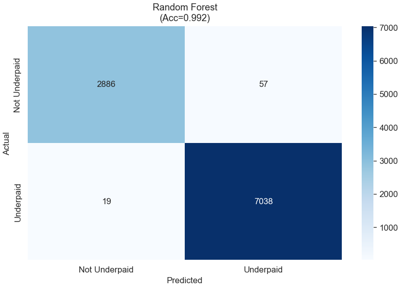 Random Forest
(Acc=0.992)
Not Underpaid
2886
57
Actual
Underpaid
19
7038
Not Underpaid
Underpaid
Predicted
7000
6000
5000
4000
3000
2000
1000